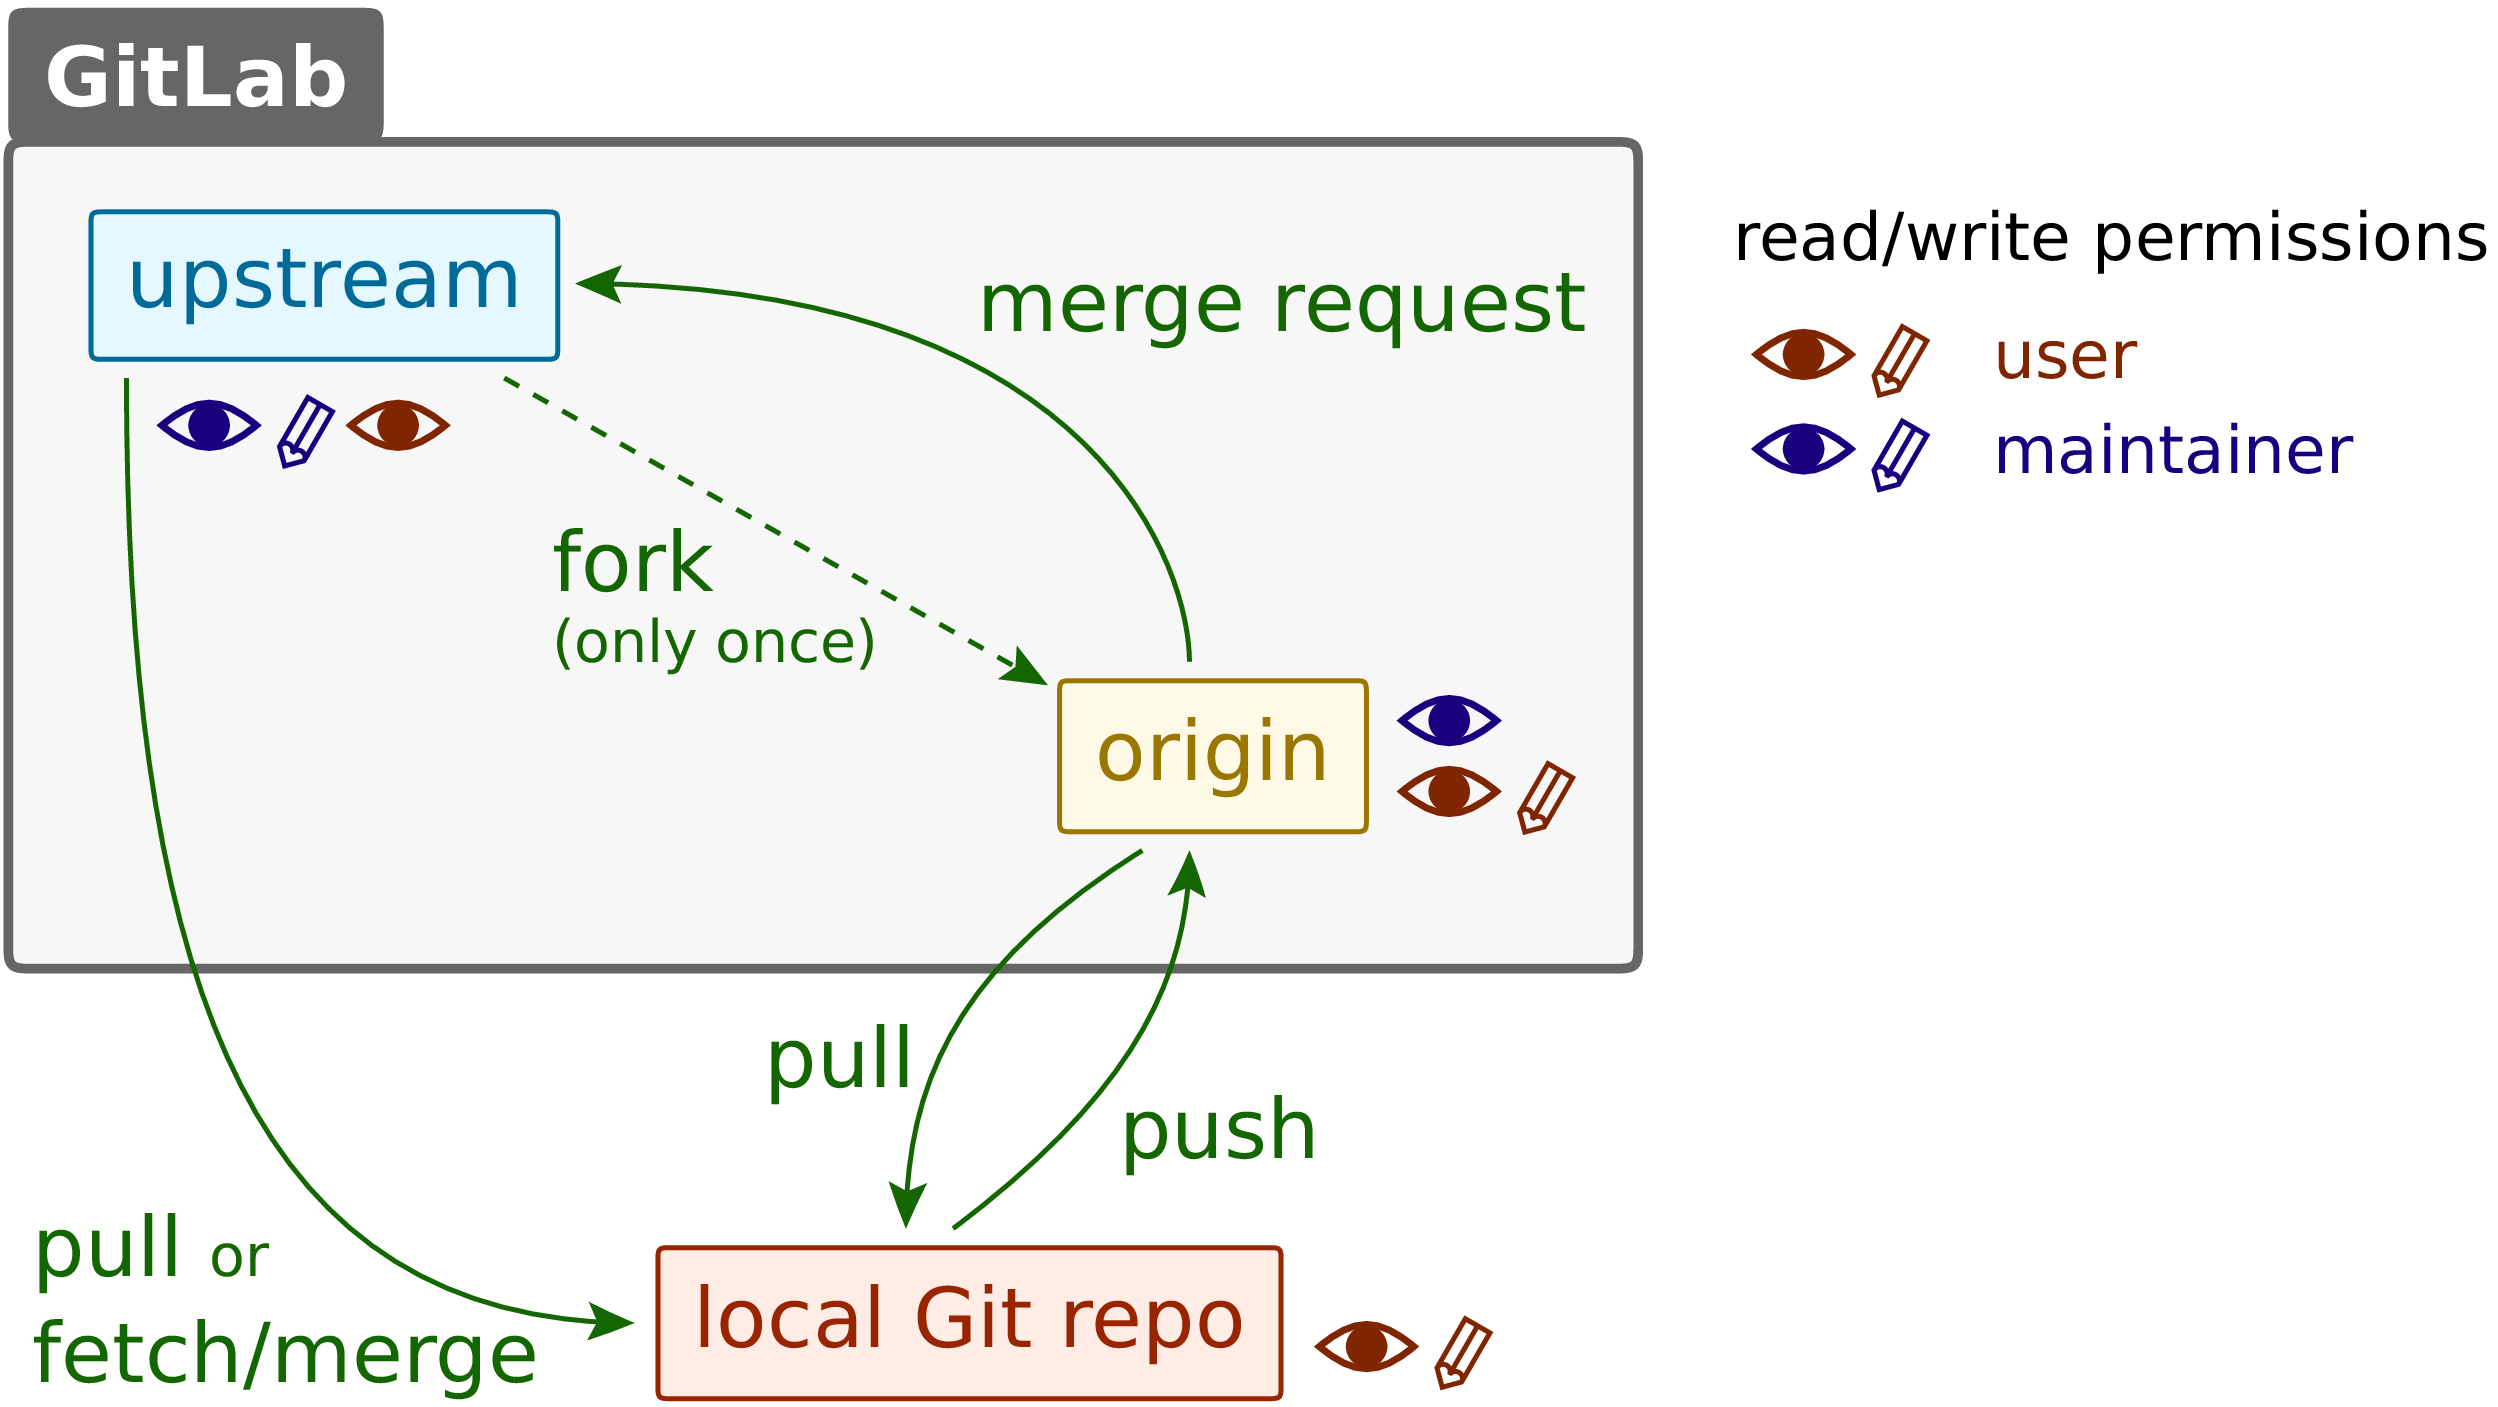 GitLab
upstream
merge request
read/write permissions
user
maintainer
fork
(only once)
origin
pull
push
pull or
fetch/merge
local Git repo